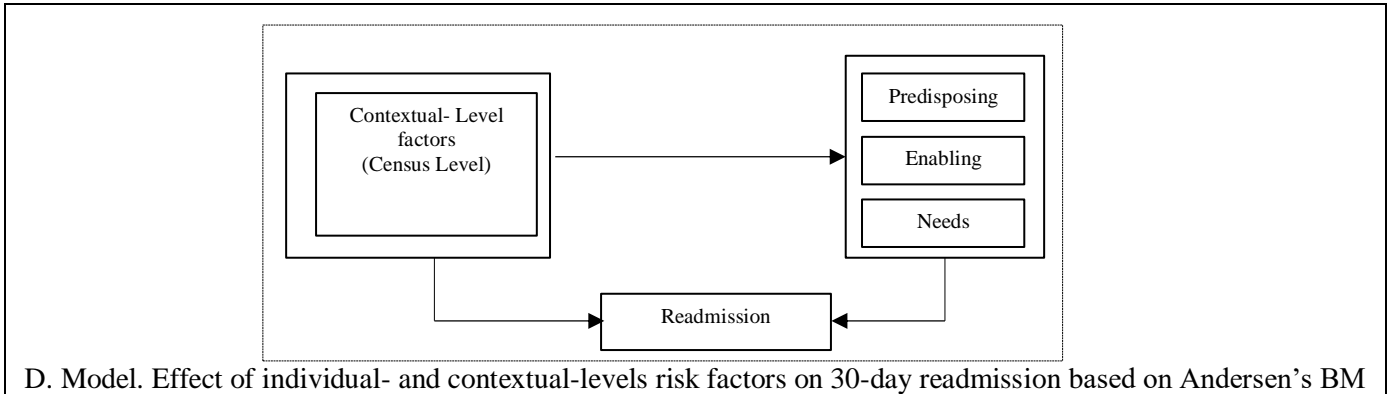 Contextual- Level
factors
(Census Level)
Predisposing
Enabling
Needs
Readmission
D. Model. Effect of individual- and contextual-levels risk factors on 30-day readmission based on Andersen’s BM